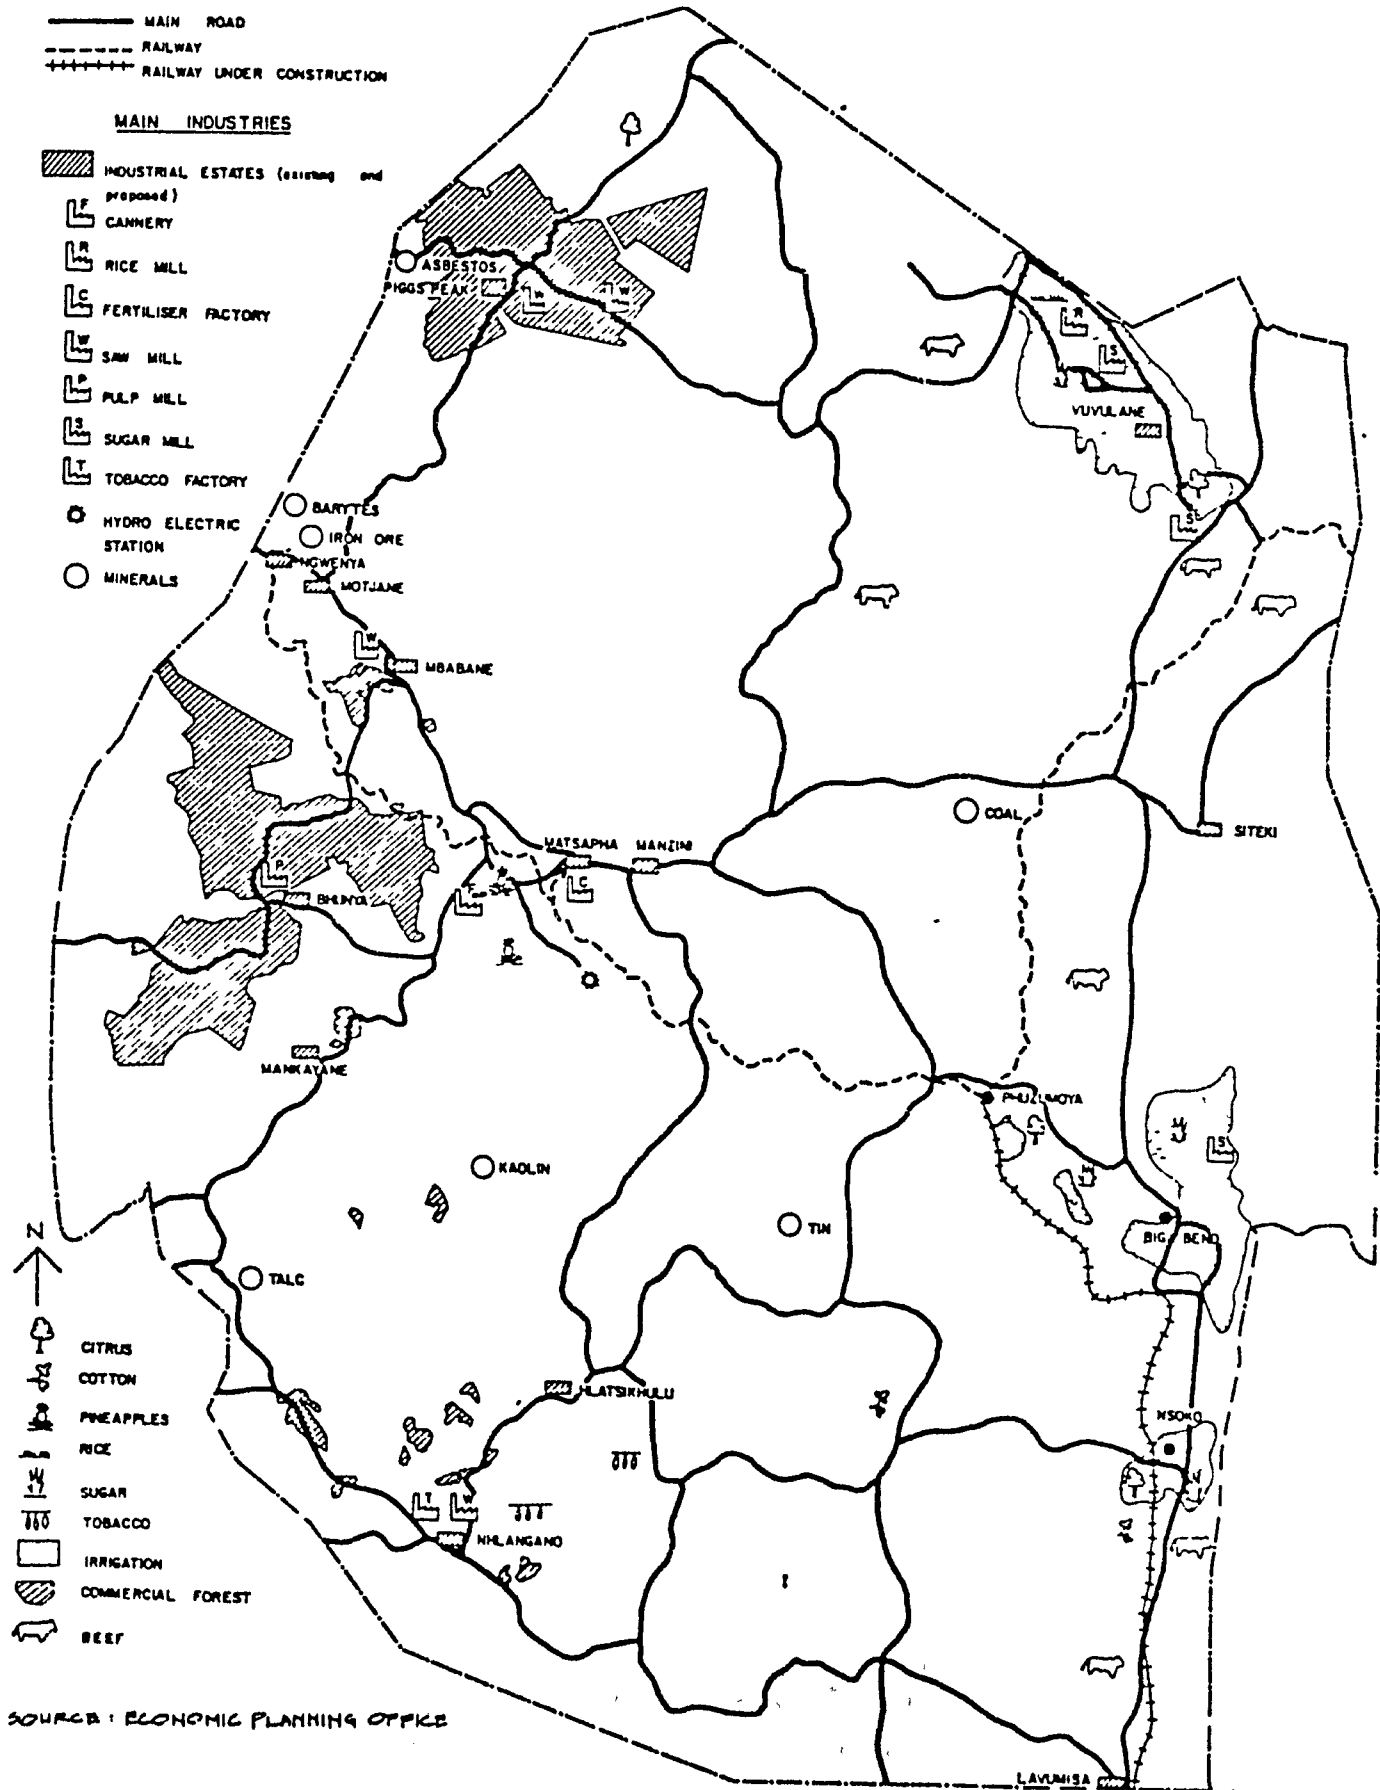 MAIN ROAD
RAILWAY
RAILWAY UNDER CONSTRUCTION
MAIN INDUSTRIES
INDUSTRIAL ESTATES (existing and
proposed)
F
CANNERY
R
RICE MILL
C
FERTILISER FACTORY
W
SAW MILL
P
PULP MILL
S
SUGAR MILL
T
TOBACCO FACTORY
HYDRO ELECTRIC
STATION
MINERALS
ASBESTOS
PIGGS PEAK
W
W
R
S
VUVULANE
S
BARYTES
IRON ORE
NGWENYA
MOTJANE
W
MBABANE
COAL
SITEKI
MATSAPHA
MANZINI
P
BHUNYA
F
C
MANKAYANE
PHUZUMOYA
S
KAOLIN
TIN
BIG BEND
N
TALC
HLATSIKHULU
NSOKO
T
W
NHLANGANO
CITRUS
COTTON
PINEAPPLES
RICE
SUGAR
TOBACCO
IRRIGATION
COMMERCIAL FOREST
BEEF
SOURCE: ECONOMIC PLANNING OFFICE
LAVUMISA